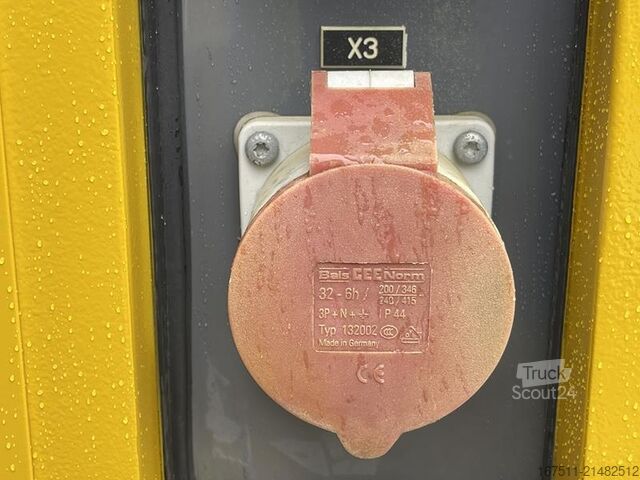 X3
Bals CEE Norm
32 - 6h / 200 / 346
240 / 415
3P + N + ⏚ IP 44
Typ 132002
Made in Germany
CE
Truck
Scout24
167511-21482512